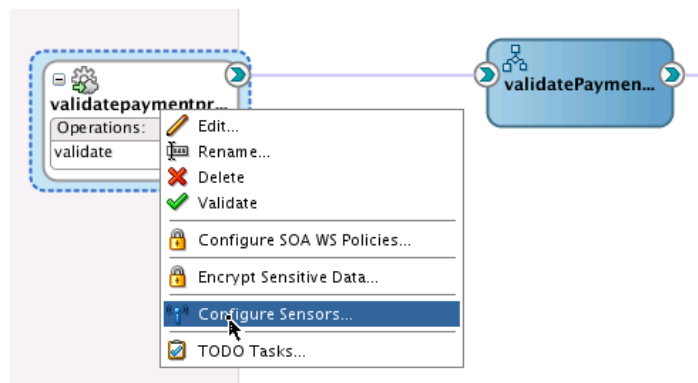 validatepaymentpr...
Operations:
validate
validatePaymen...
Edit...
Rename...
Delete
Validate
Configure SOA WS Policies...
Encrypt Sensitive Data...
Configure Sensors...
TODO Tasks...